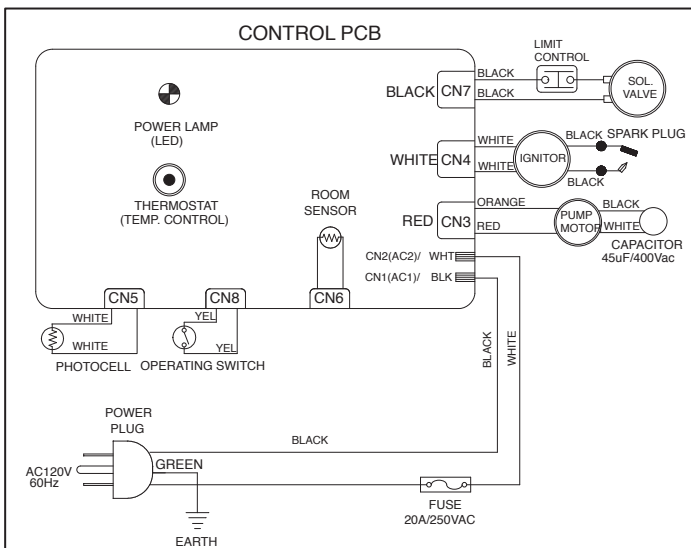 CONTROL PCB
POWER LAMP
(LED)
THERMOSTAT
(TEMP. CONTROL)
ROOM
SENSOR
BLACK CN7
BLACK
BLACK
LIMIT
CONTROL
SOL.
VALVE
WHITE CN4
WHITE
WHITE
IGNITOR
BLACK
SPARK PLUG
BLACK
RED CN3
ORANGE
RED
PUMP
MOTOR
BLACK
WHITE
CAPACITOR
45uF/400Vac
CN2(AC2)/ WHT
CN1(AC1)/ BLK
CN5
CN8
CN6
WHITE
WHITE
PHOTOCELL
YEL
YEL
OPERATING SWITCH
BLACK
WHITE
POWER
PLUG
BLACK
GREEN
AC120V
60Hz
EARTH
FUSE
20A/250VAC